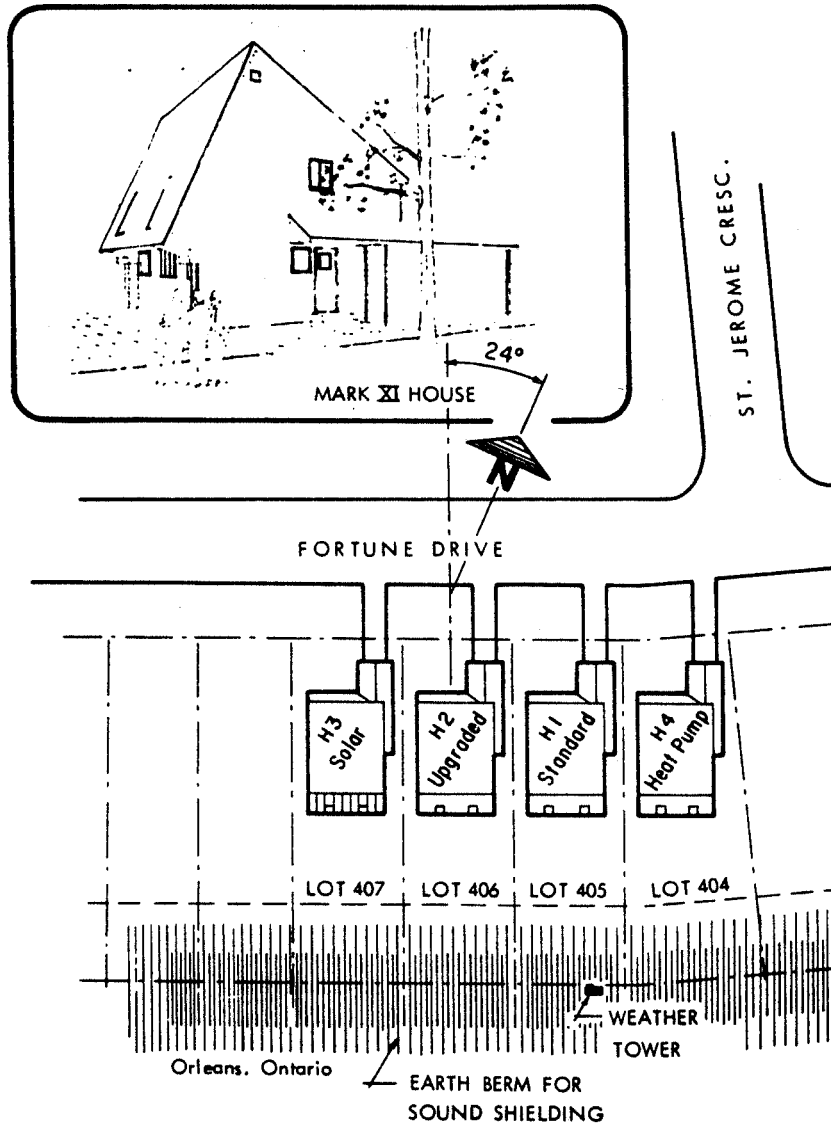 24°
MARK XI HOUSE
ST. JEROME CRESC.
N
FORTUNE DRIVE
H3
Solar
H2
Upgraded
H1
Standard
H4
Heat Pump
LOT 407
LOT 406
LOT 405
LOT 404
WEATHER
TOWER
Orleans, Ontario
EARTH BERM FOR
SOUND SHIELDING